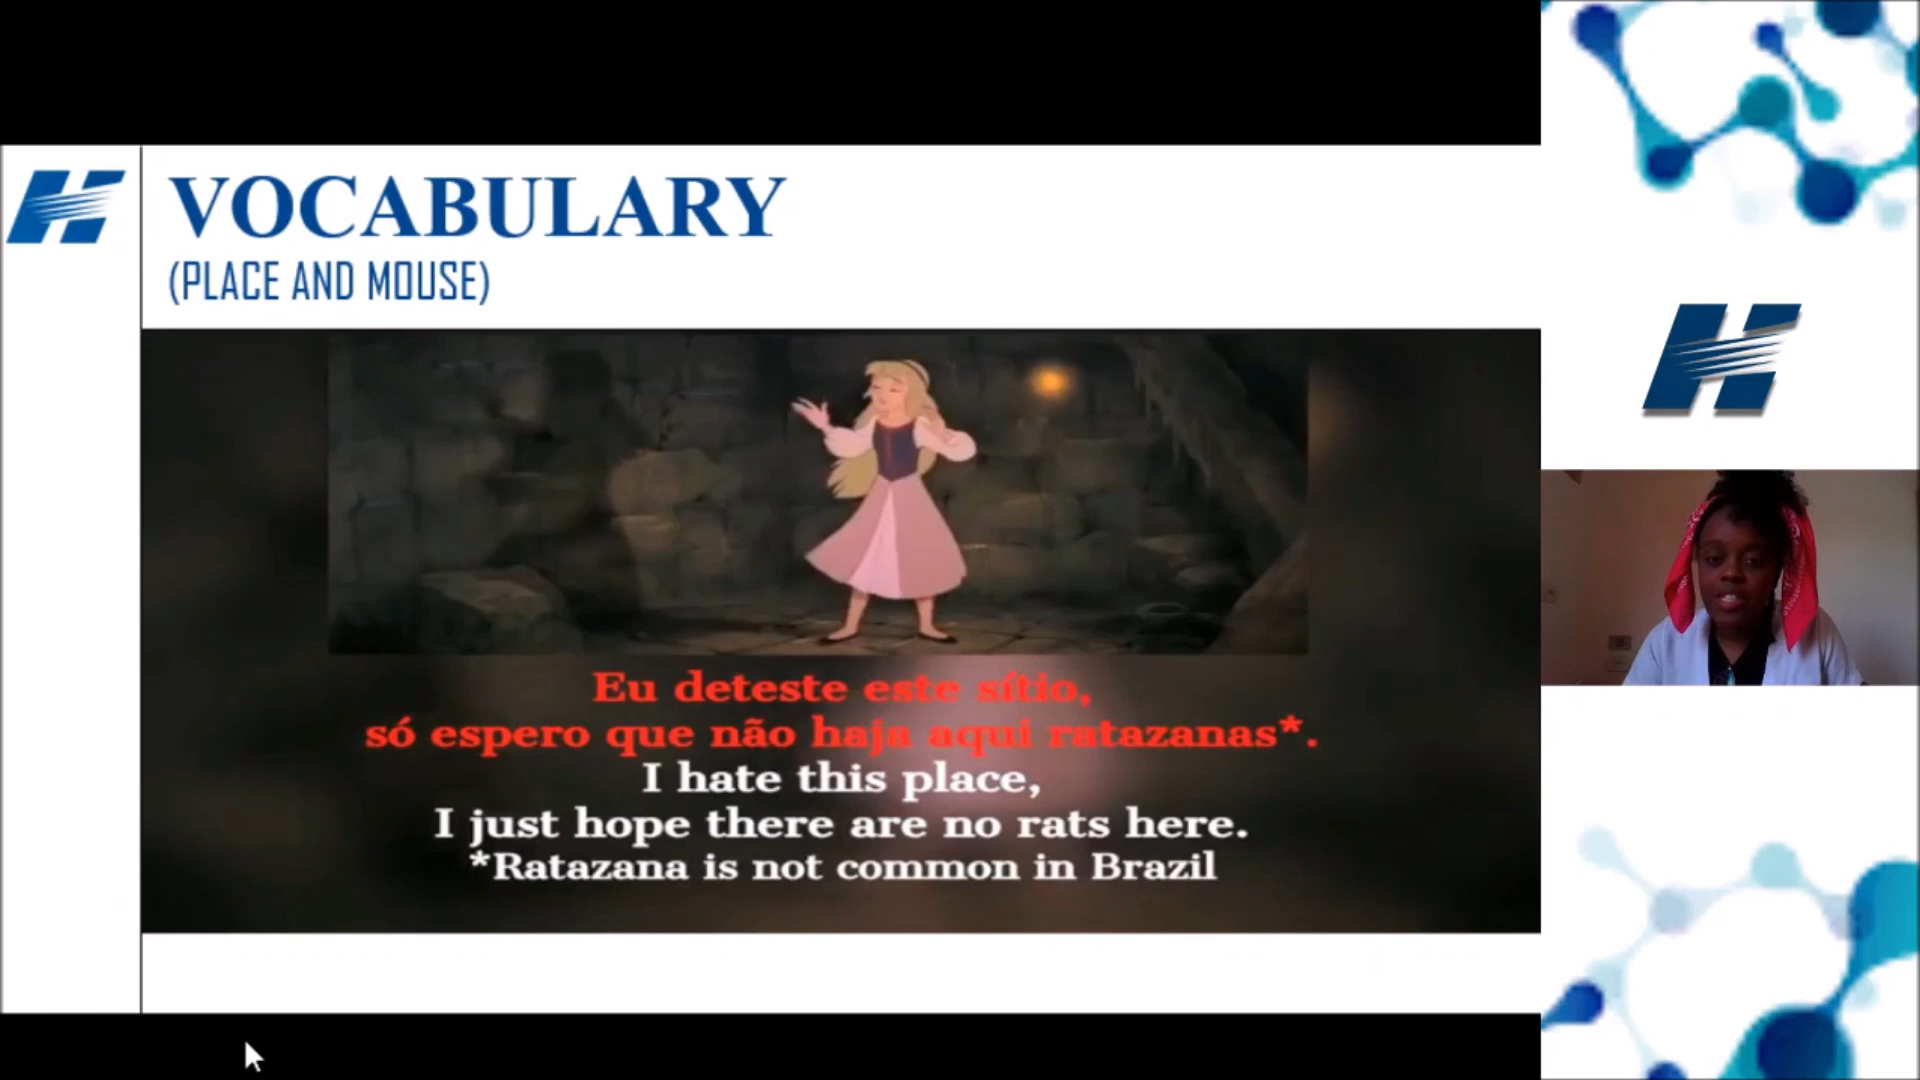 VOCABULARY
(PLACE AND MOUSE)
Eu deteste este sítio,
só espero que não haja aqui ratazanas*.
I hate this place,
I just hope there are no rats here.
*Ratazana is not common in Brazil